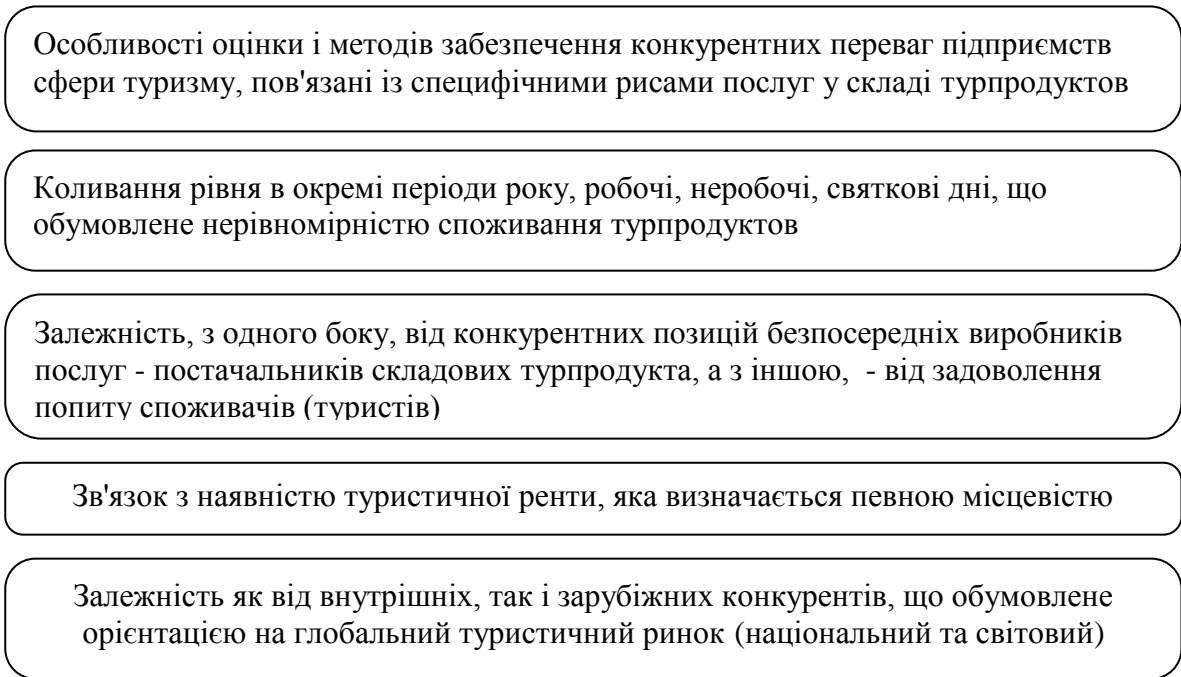 Особливості оцінки і методів забезпечення конкурентних переваг підприємств
сфери туризму, пов'язані із специфічними рисами послуг у складі турпродуктов
Коливання рівня в окремі періоди року, робочі, неробочі, святкові дні, що
обумовлене нерівномірністю споживання турпродуктов
Залежність, з одного боку, від конкурентних позицій безпосередніх виробників
послуг - постачальників складових турпродукта, а з іншою, - від задоволення
попиту споживачів (туристів)
Зв'язок з наявністю туристичної ренти, яка визначається певною місцевістю
Залежність як від внутрішніх, так і зарубіжних конкурентів, що обумовлене
орієнтацією на глобальний туристичний ринок (національний та світовий)